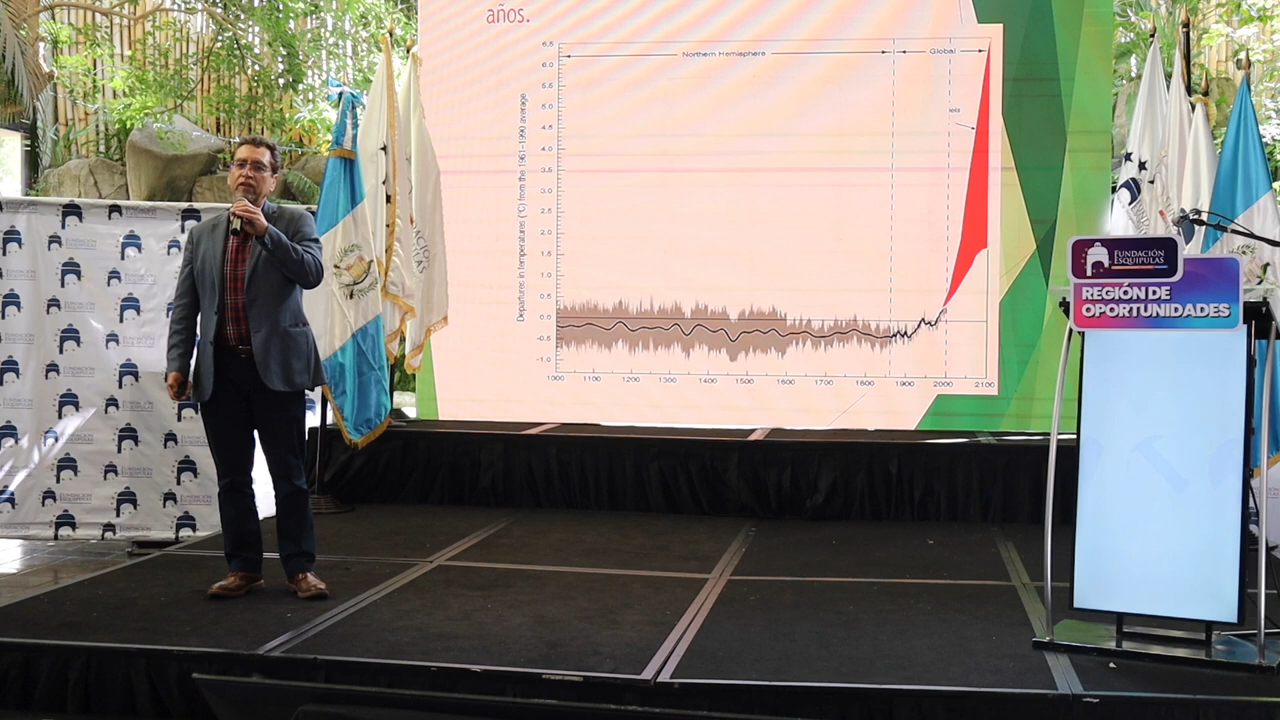 años.
Northern Hemisphere
Global
Departures in temperatures (°C) from the 1961–1990 average
6.5
6.0
5.5
5.0
4.5
4.0
3.5
3.0
2.5
2.0
1.5
1.0
0.5
0.0
-0.5
-1.0
1000 1100 1200 1300 1400 1500 1600 1700 1800 1900 2000 2100
FUNDACIÓN
ESQUIPULAS
REGIÓN DE
OPORTUNIDADES
FUNDACIÓN
ESQUIPULAS